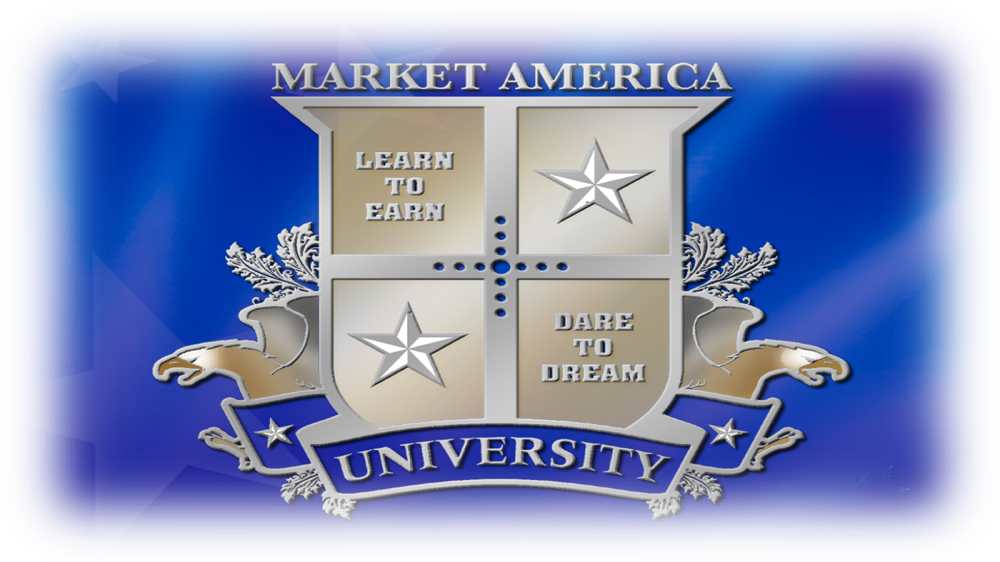 MARKET AMERICA
LEARN
TO
EARN
DARE
TO
DREAM
UNIVERSITY